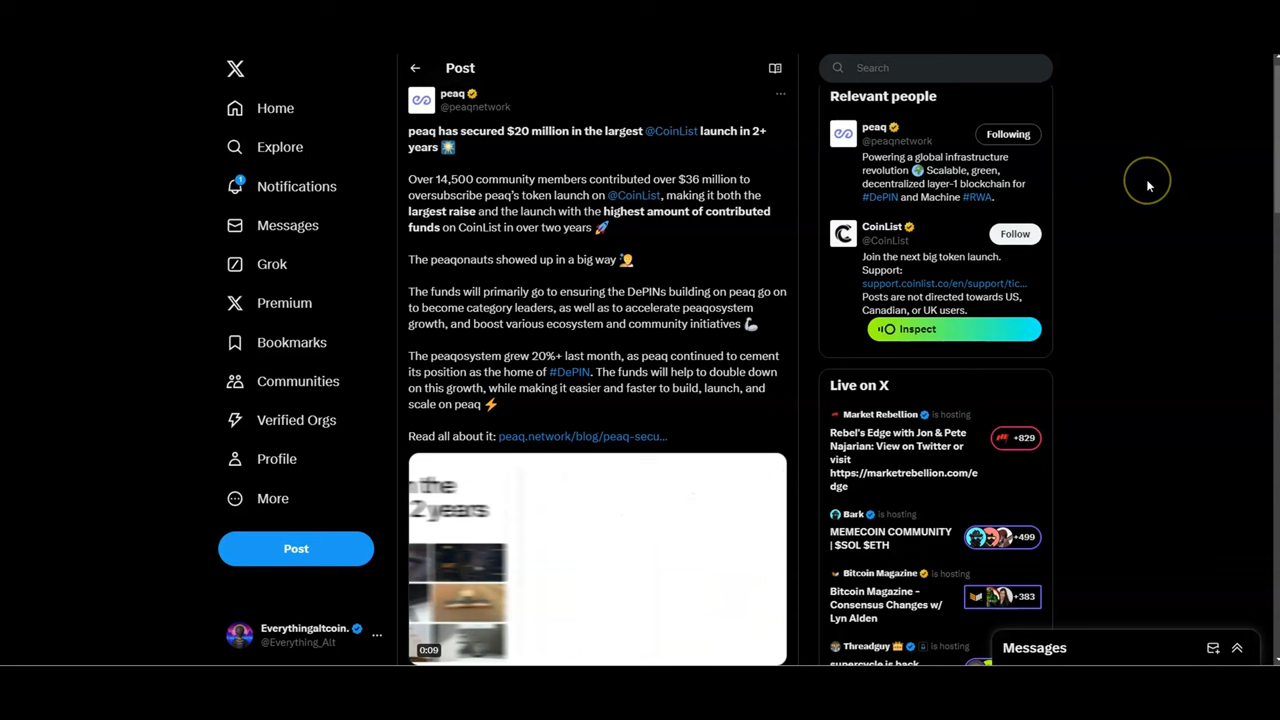 Home
Explore
1
Notifications
Messages
Grok
Premium
Bookmarks
Communities
Verified Orgs
Profile
More
Post
Everythingaltcoin.
@Everything_Alt
Post
peaq
@peaqnetwork
peaq has secured $20 million in the largest @CoinList launch in 2+
years
Over 14,500 community members contributed over $36 million to
oversubscribe peaq's token launch on @CoinList, making it both the
largest raise and the launch with the highest amount of contributed
funds on CoinList in over two years 🚀
The peaqonauts showed up in a big way
The funds will primarily go to ensuring the DePINs building on peaq go on
to become category leaders, as well as to accelerate peaqosystem
growth, and boost various ecosystem and community initiatives 💪
The peaqosystem grew 20%+ last month, as peaq continued to cement
its position as the home of #DePIN. The funds will help to double down
on this growth, while making it easier and faster to build, launch, and
scale on peaq ⚡
Read all about it: peaq.network/blog/peaq-secu...
n the
2 years
0:09
Search
Relevant people
peaq
@peaqnetwork
Following
Powering a global infrastructure
revolution 🌍 Scalable, green,
decentralized layer-1 blockchain for
#DePIN and Machine #RWA.
CoinList
@CoinList
Follow
Join the next big token launch.
Support:
support.coinlist.co/en/support/tic...
Posts are not directed towards US,
Canadian, or UK users.
Inspect
Live on X
Market Rebellion is hosting
Rebel's Edge with Jon & Pete
Najarian: View on Twitter or
visit
https://marketrebellion.com/e
dge
+829
Bark is hosting
MEMECOIN COMMUNITY
| $SOL $ETH
+499
Bitcoin Magazine is hosting
Bitcoin Magazine -
Consensus Changes w/
Lyn Alden
+383
Threadguy is hosting
supercycle is back
Messages